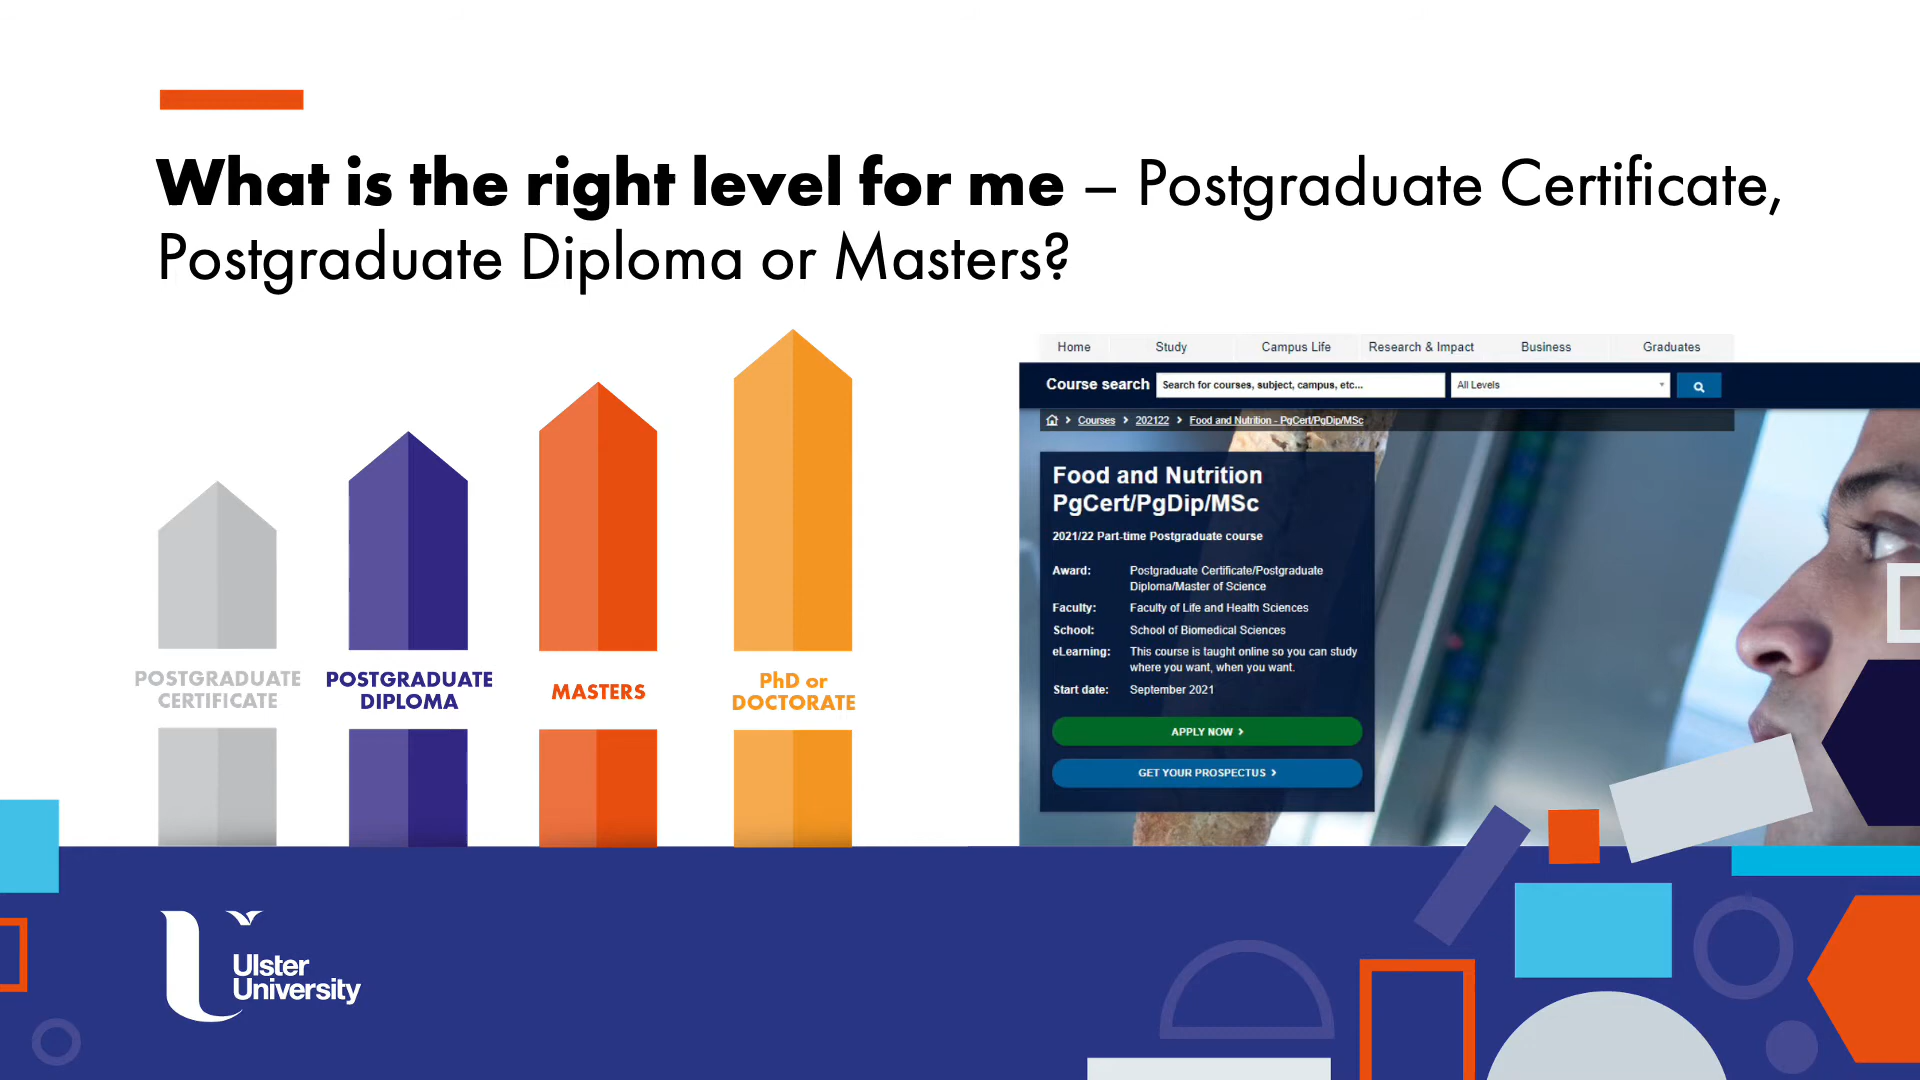 What is the right level for me – Postgraduate Certificate,
Postgraduate Diploma or Masters?
POSTGRADUATE
CERTIFICATE
POSTGRADUATE
DIPLOMA
MASTERS
PhD or
DOCTORATE
Home Study Campus Life Research & Impact Business Graduates
Course search Search for courses, subject, campus, etc... All Levels
Courses > 202122 > Food and Nutrition - PgCert/PgDip/MSc
Food and Nutrition
PgCert/PgDip/MSc
2021/22 Part-time Postgraduate course
Award: Postgraduate Certificate/Postgraduate
Diploma/Master of Science
Faculty: Faculty of Life and Health Sciences
School: School of Biomedical Sciences
eLearning: This course is taught online so you can study
where you want, when you want.
Start date: September 2021
APPLY NOW >
GET YOUR PROSPECTUS >
Ulster
University